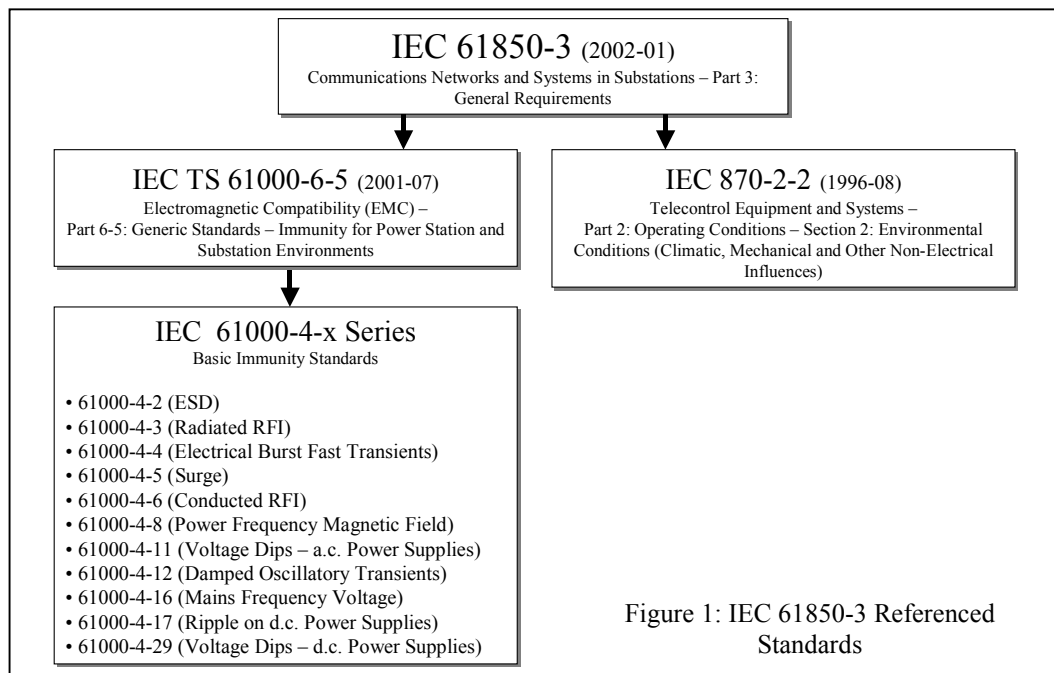 IEC 61850-3 (2002-01)
Communications Networks and Systems in Substations – Part 3:
General Requirements
IEC TS 61000-6-5 (2001-07)
Electromagnetic Compatibility (EMC) –
Part 6-5: Generic Standards – Immunity for Power Station and
Substation Environments
IEC 870-2-2 (1996-08)
Telecontrol Equipment and Systems –
Part 2: Operating Conditions – Section 2: Environmental
Conditions (Climatic, Mechanical and Other Non-Electrical
Influences)
IEC 61000-4-x Series
Basic Immunity Standards
• 61000-4-2 (ESD)
• 61000-4-3 (Radiated RFI)
• 61000-4-4 (Electrical Burst Fast Transients)
• 61000-4-5 (Surge)
• 61000-4-6 (Conducted RFI)
• 61000-4-8 (Power Frequency Magnetic Field)
• 61000-4-11 (Voltage Dips – a.c. Power Supplies)
• 61000-4-12 (Damped Oscillatory Transients)
• 61000-4-16 (Mains Frequency Voltage)
• 61000-4-17 (Ripple on d.c. Power Supplies)
• 61000-4-29 (Voltage Dips – d.c. Power Supplies)
Figure 1: IEC 61850-3 Referenced
Standards